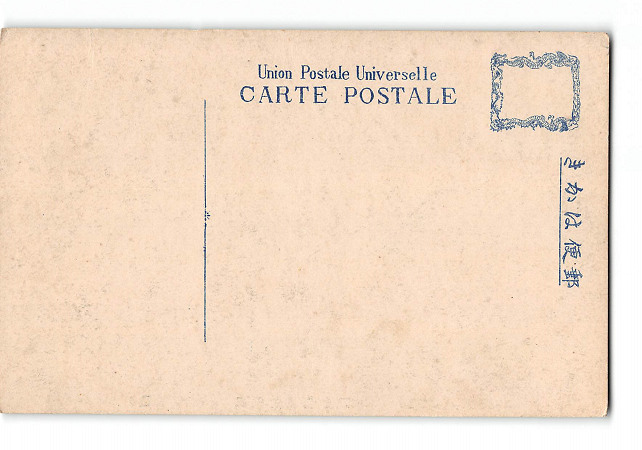 Union Postale Universelle
CARTE POSTALE
郵便はかき